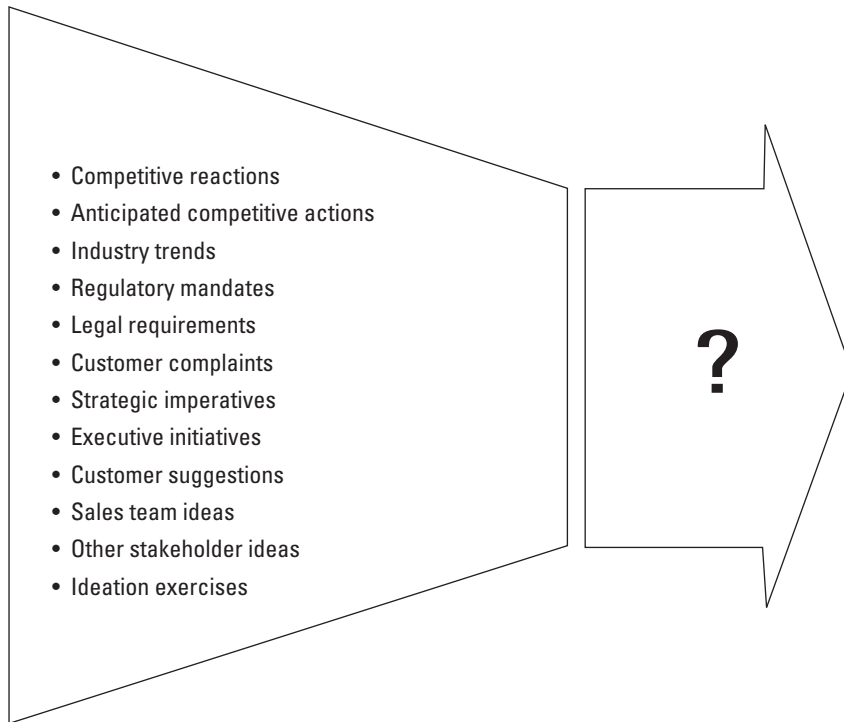 • Competitive reactions
• Anticipated competitive actions
• Industry trends
• Regulatory mandates
• Legal requirements
• Customer complaints
• Strategic imperatives
• Executive initiatives
• Customer suggestions
• Sales team ideas
• Other stakeholder ideas
• Ideation exercises
?